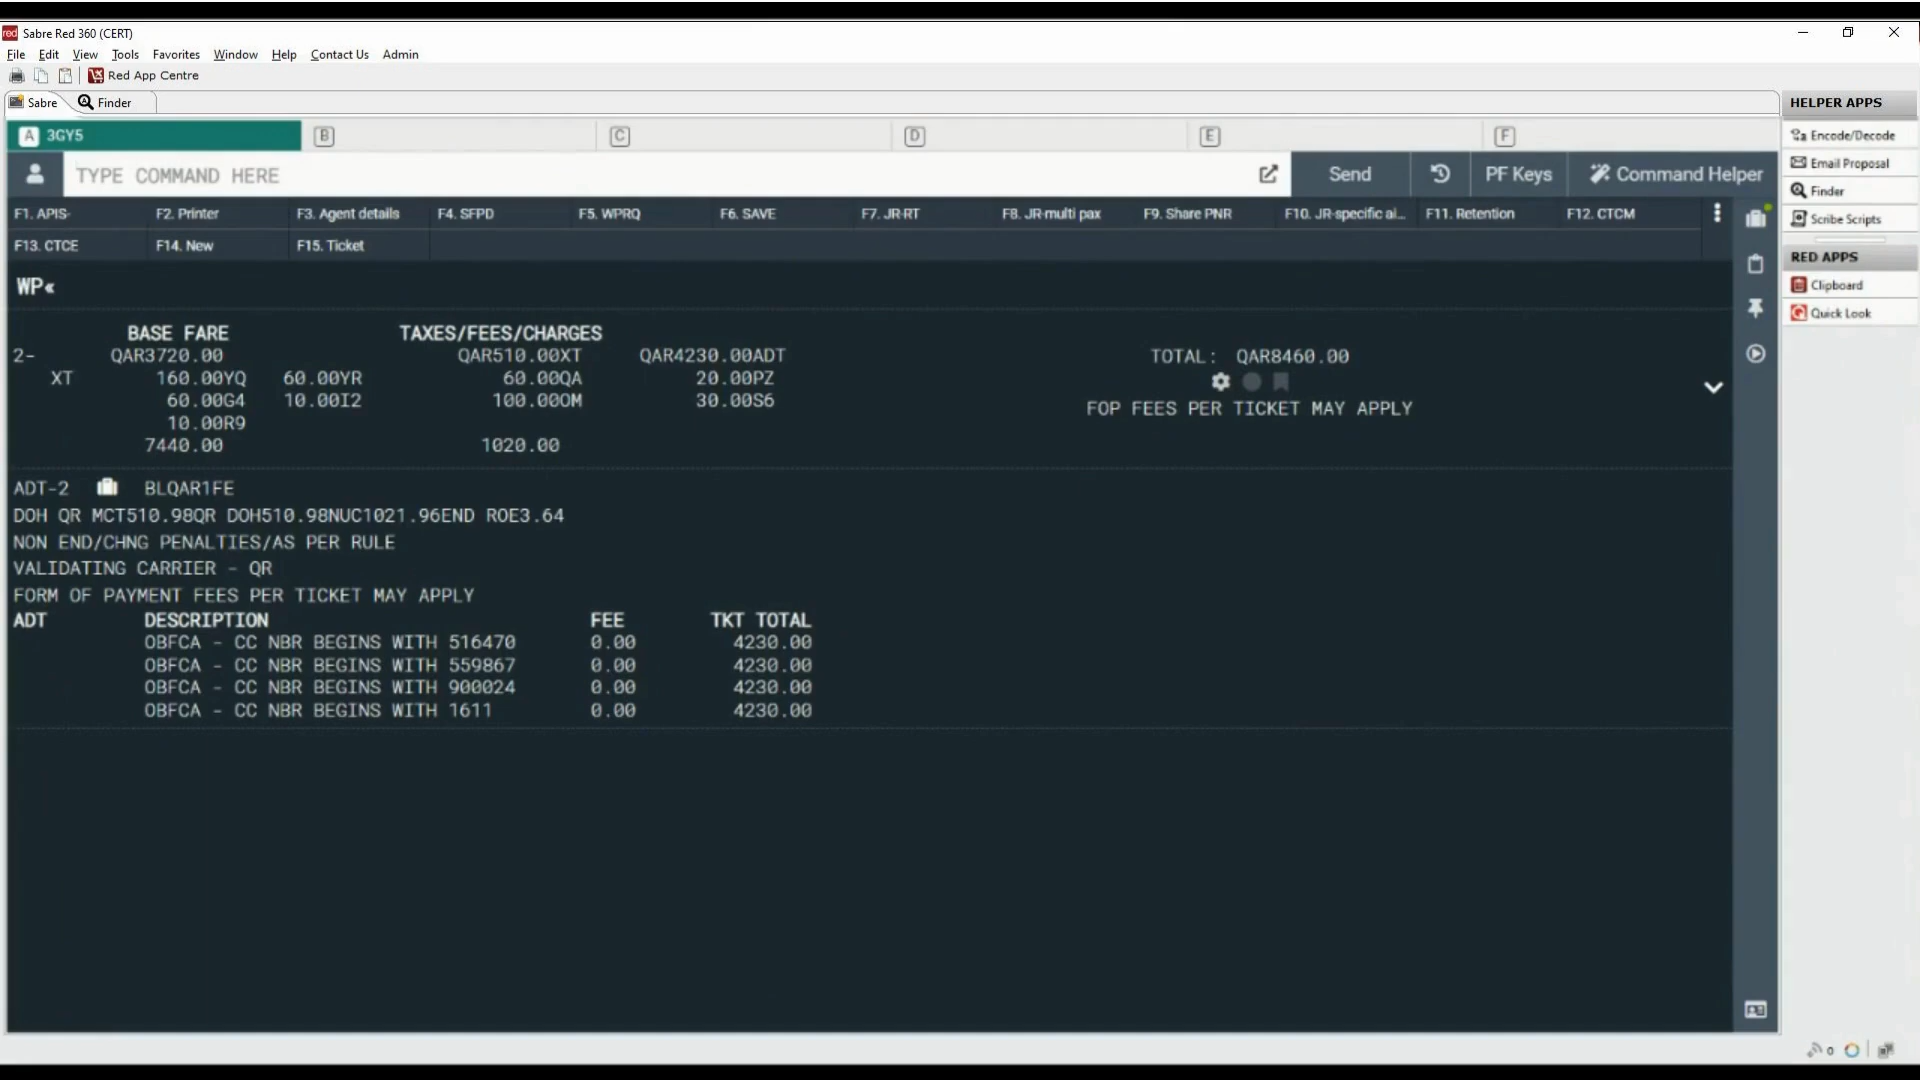 red Sabre Red 360 (CERT)
File Edit View Tools Favorites Window Help Contact Us Admin
Red App Centre
Sabre Finder
HELPER APPS
A 3GY5 B C D E F
Encode/Decode
TYPE COMMAND HERE Send PF Keys Command Helper
Email Proposal
Finder
F1. APIS- F2. Printer F3. Agent details F4. SFPD F5. WPRQ F6. SAVE F7. JR-RT F8. JR-multi pax F9. Share PNR F10. JR-specific ai... F11. Retention F12. CTCM
Scribe Scripts
F13. CTCE F14. New F15. Ticket
RED APPS
Clipboard
Quick Look
WP«
BASE FARE TAXES/FEES/CHARGES
2- QAR3720.00 QAR510.00XT QAR4230.00ADT TOTAL: QAR8460.00
XT 160.00YQ 60.00YR 60.00QA 20.00PZ
60.00G4 10.00I2 100.00OM 30.00S6 FOP FEES PER TICKET MAY APPLY
10.00R9
7440.00 1020.00
ADT-2 BLQAR1FE
DOH QR MCT510.98QR DOH510.98NUC1021.96END ROE3.64
NON END/CHNG PENALTIES/AS PER RULE
VALIDATING CARRIER - QR
FORM OF PAYMENT FEES PER TICKET MAY APPLY
ADT DESCRIPTION FEE TKT TOTAL
OBFCA - CC NBR BEGINS WITH 516470 0.00 4230.00
OBFCA - CC NBR BEGINS WITH 559867 0.00 4230.00
OBFCA - CC NBR BEGINS WITH 900024 0.00 4230.00
OBFCA - CC NBR BEGINS WITH 1611 0.00 4230.00
0